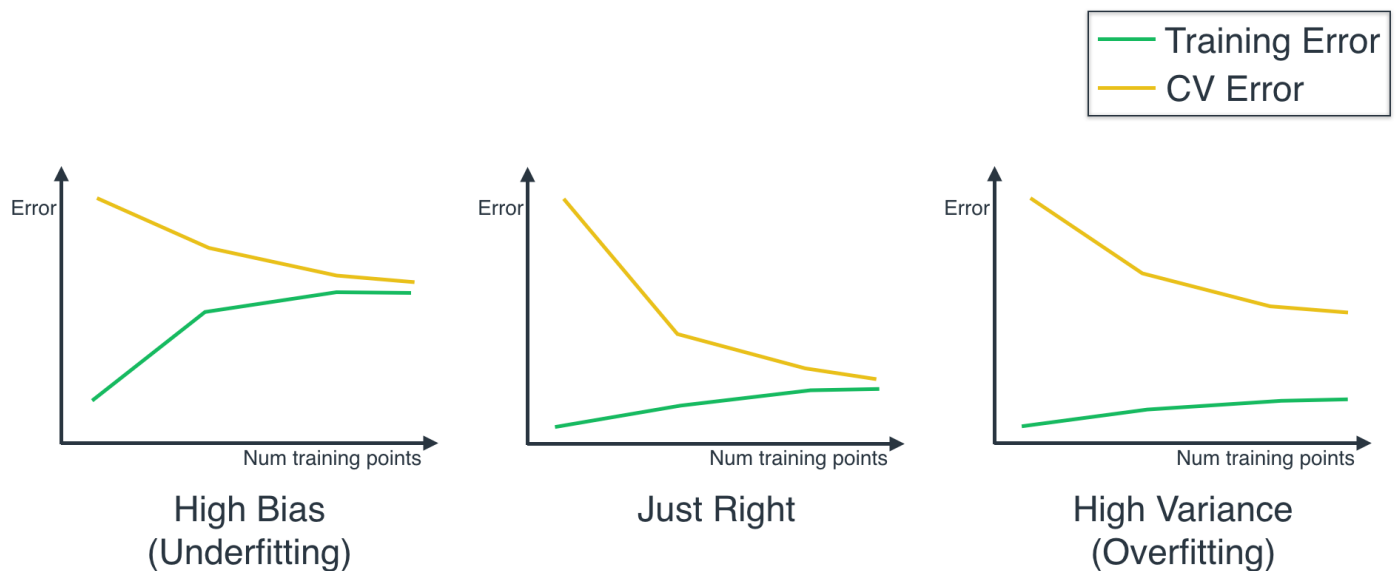 Training Error
CV Error
Error
Num training points
High Bias
(Underfitting)
Error
Num training points
Just Right
Error
Num training points
High Variance
(Overfitting)